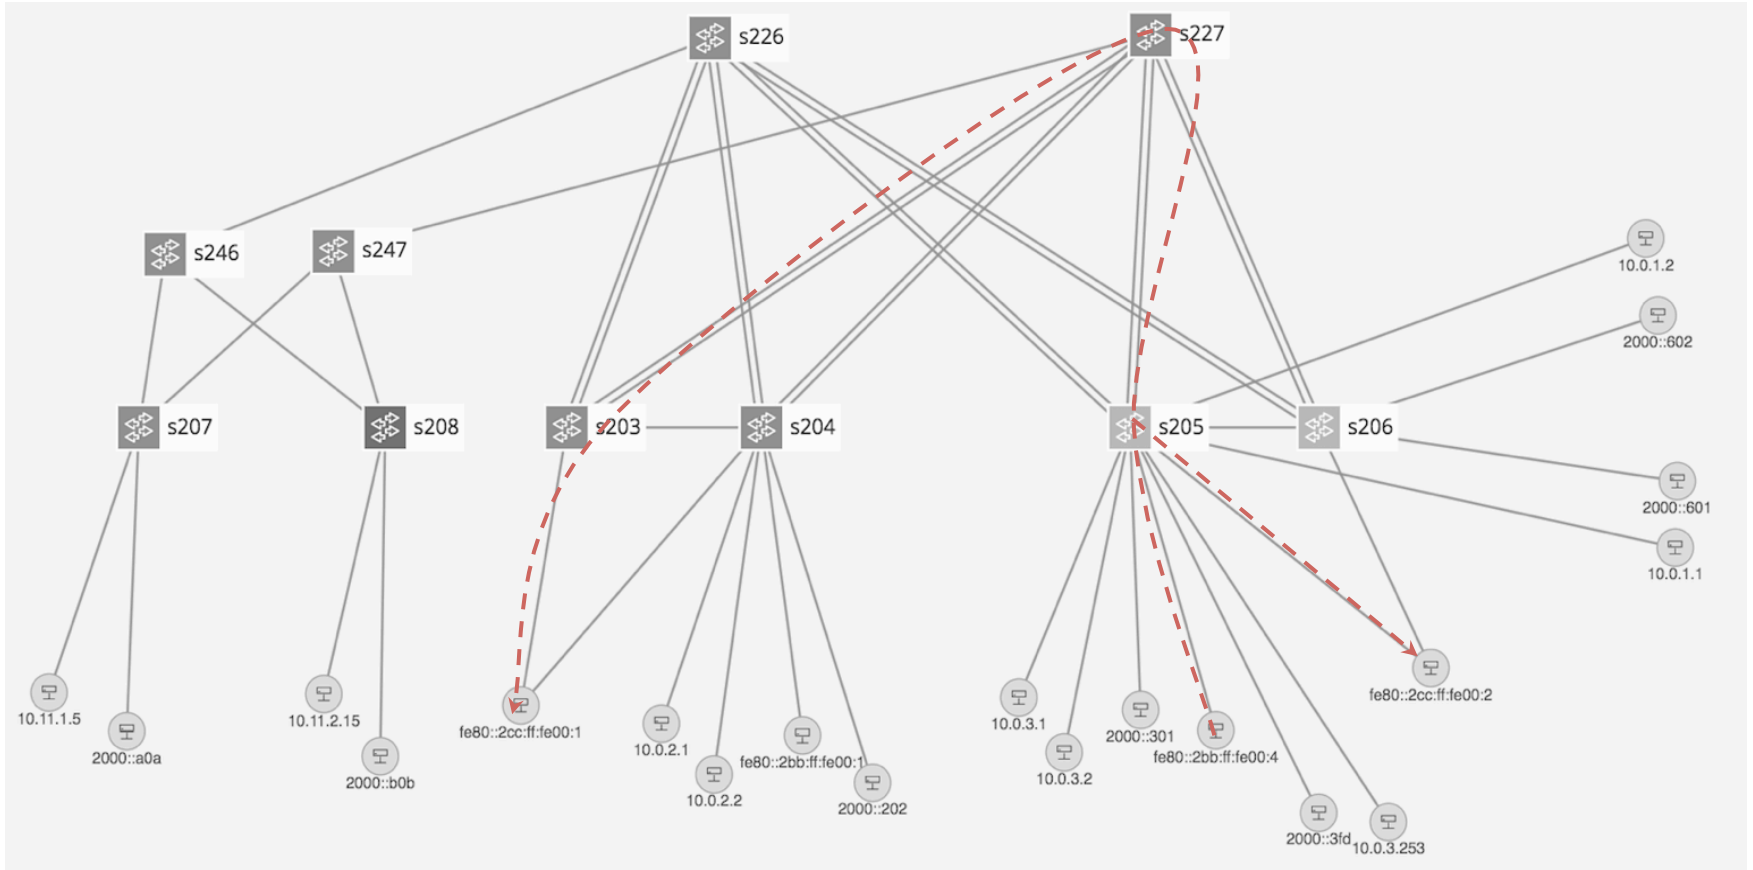 s226
s227
s246
s247
10.0.1.2
2000::602
s207
s208
s203
s204
s205
s206
2000::601
10.0.1.1
fe80::2cc:ff:fe00:2
10.11.1.5
10.11.2.15
fe80::2cc:ff:fe00:1
10.0.2.1
10.0.3.1
2000::301
2000::a0a
fe80::2bb:ff:fe00:1
fe80::2bb:ff:fe00:4
2000::b0b
10.0.3.2
10.0.2.2
2000::202
2000::3fd
10.0.3.253